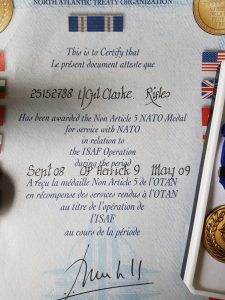 NORTH ATLANTIC TREATY ORGANIZATION
This is to Certify that
Le présent document atteste que
25152788 L/Cpl Clarke. Rifles
Has been awarded the Non Article 5 NATO Medal
for service with NATO
in relation to
the ISAF Operation
during the period
Sept 08 Op Herrick 9 May 09
A reçu la médaille Non Article 5 de l'OTAN
en récompense des services rendus à l'OTAN
au titre de l'opération de
l'ISAF
au cours de la période